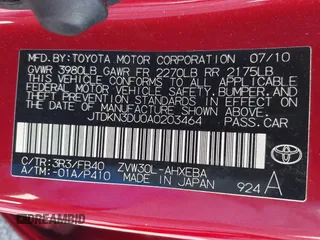 MFD. BY: TOYOTA MOTOR CORPORATION 07/10
GVWR 3980LB GAWR FR 2270LB RR 2175LB
THIS VEHICLE CONFORMS TO ALL APPLICABLE
FEDERAL MOTOR VEHICLE SAFETY, BUMPER,
AND THEFT PREVENTION STANDARDS IN EFFECT
ON THE DATE OF MANUFACTURE SHOWN ABOVE.
JTDKN3DU0A0203464 PASS.CAR
C/TR: 3R3/FB40 ZVW30L-AHXEBA
A/TM: -01A/P410 MADE IN JAPAN 924 A
DREAMBID